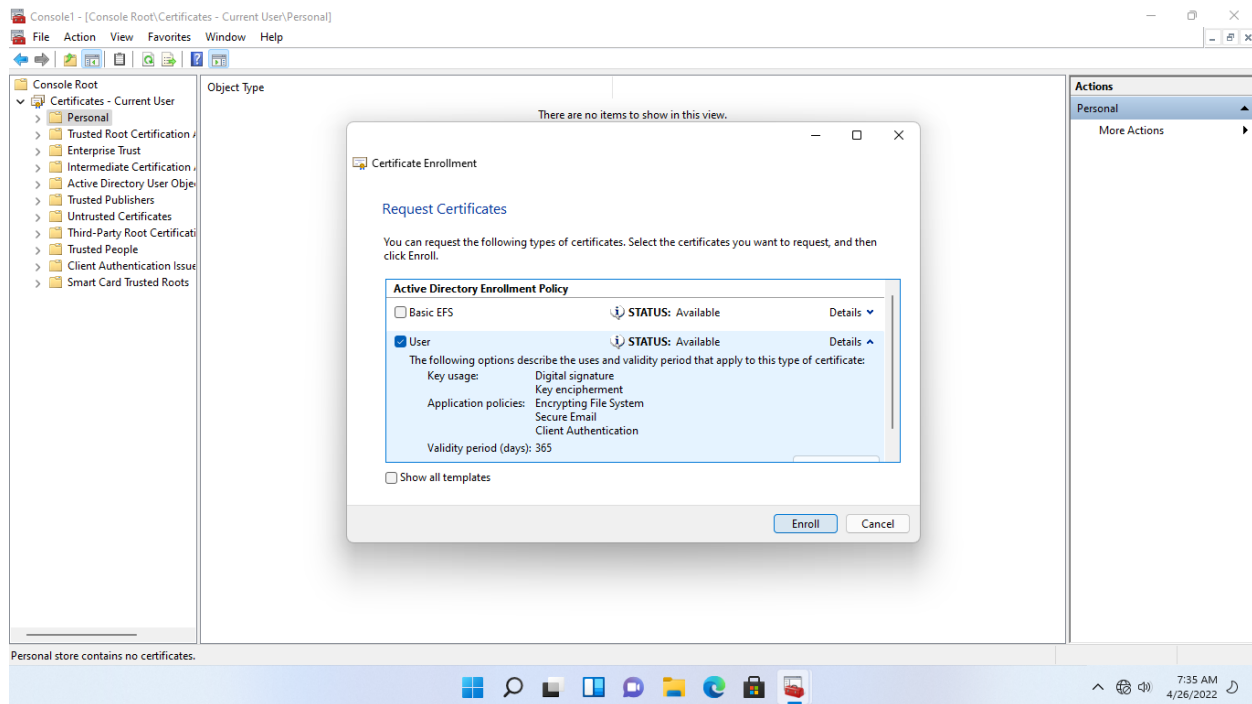 Console1 - [Console Root\Certificates - Current User\Personal]
File Action View Favorites Window Help
Console Root
Certificates - Current User
Personal
Trusted Root Certification
Enterprise Trust
Intermediate Certification
Active Directory User Obje
Trusted Publishers
Untrusted Certificates
Third-Party Root Certificati
Trusted People
Client Authentication Issue
Smart Card Trusted Roots
Object Type
There are no items to show in this view.
Actions
Personal
More Actions
Certificate Enrollment
Request Certificates
You can request the following types of certificates. Select the certificates you want to request, and then
click Enroll.
Active Directory Enrollment Policy
Basic EFS STATUS: Available Details
User STATUS: Available Details
The following options describe the uses and validity period that apply to this type of certificate:
Key usage: Digital signature
Key encipherment
Application policies: Encrypting File System
Secure Email
Client Authentication
Validity period (days): 365
Show all templates
Enroll Cancel
Personal store contains no certificates.
7:35 AM
4/26/2022